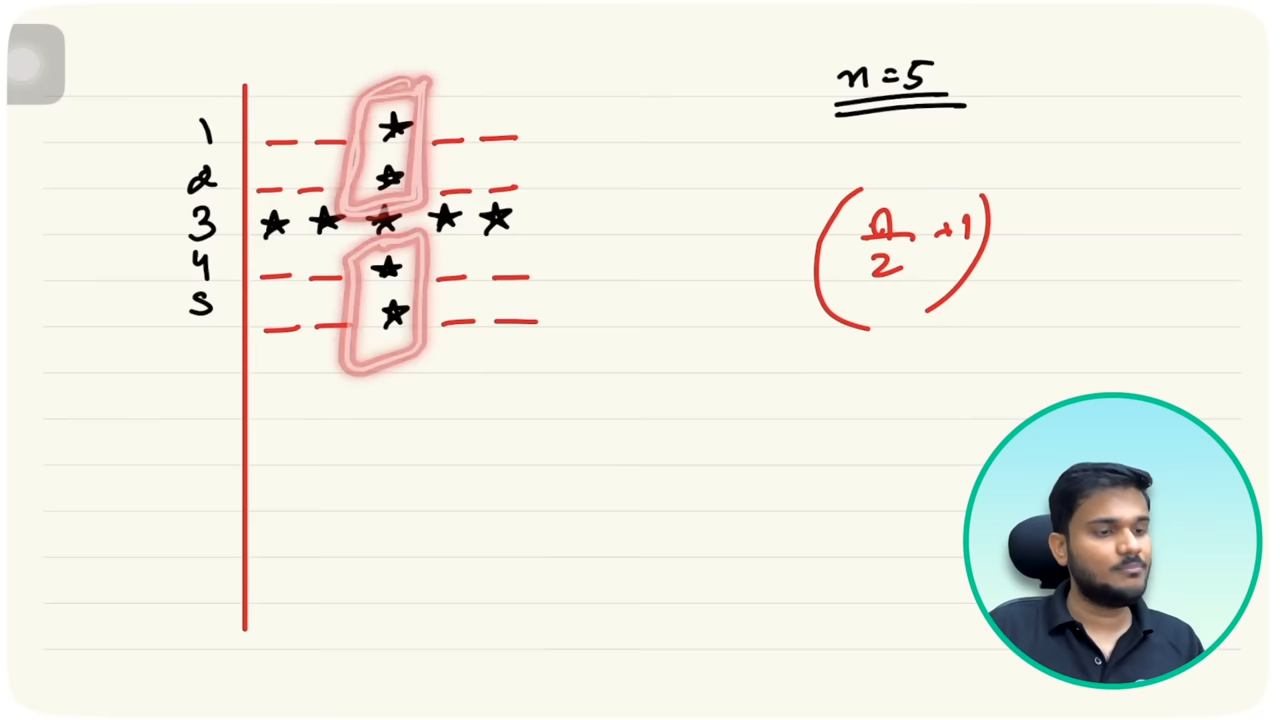 n = 5
1 _ _ ★ _ _
2 _ _ ★ _ _
3 ★ ★ ★ ★ ★
4 _ _ ★ _ _
5 _ _ ★ _ _
(n/2 + 1)